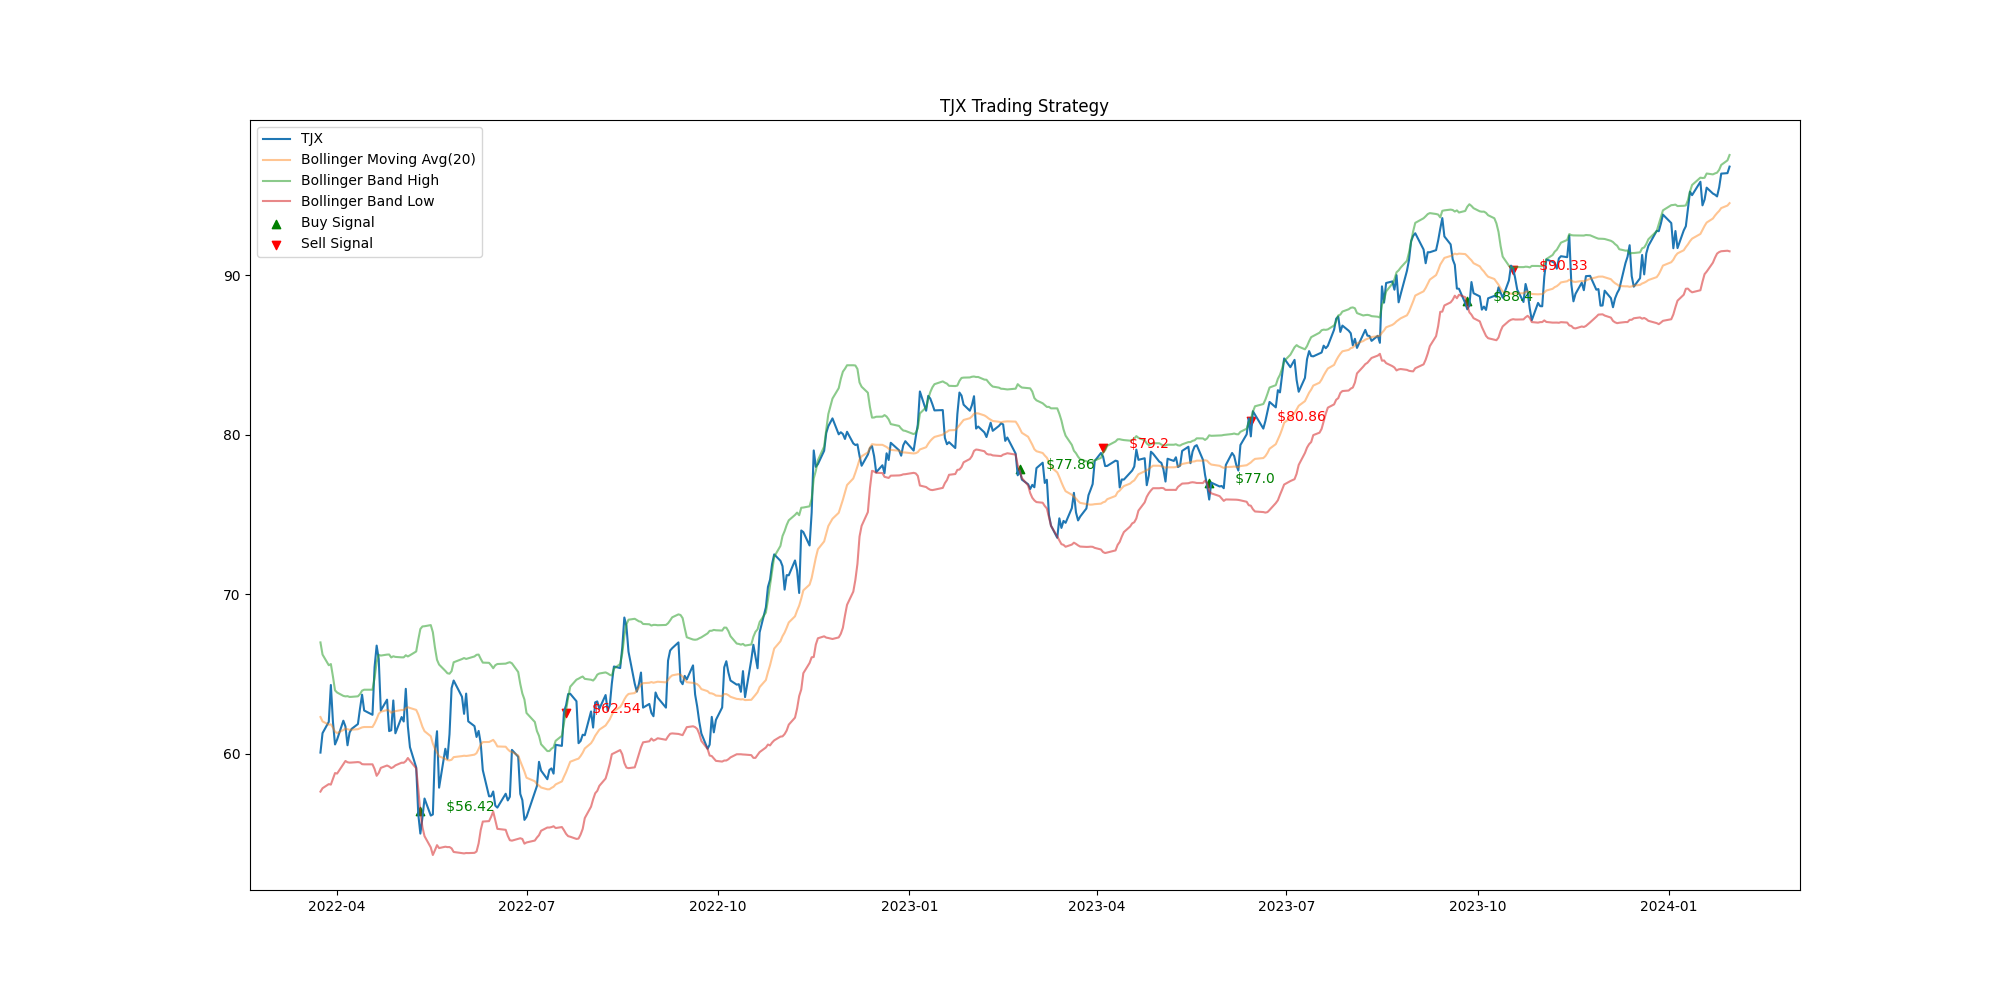 TJX Trading Strategy
TJX
Bollinger Moving Avg(20)
Bollinger Band High
Bollinger Band Low
Buy Signal
Sell Signal
90
80
70
60
$56.42
$62.54
$77.86
$79.2
$77.0
$80.86
$88.4
$90.33
2022-04
2022-07
2022-10
2023-01
2023-04
2023-07
2023-10
2024-01